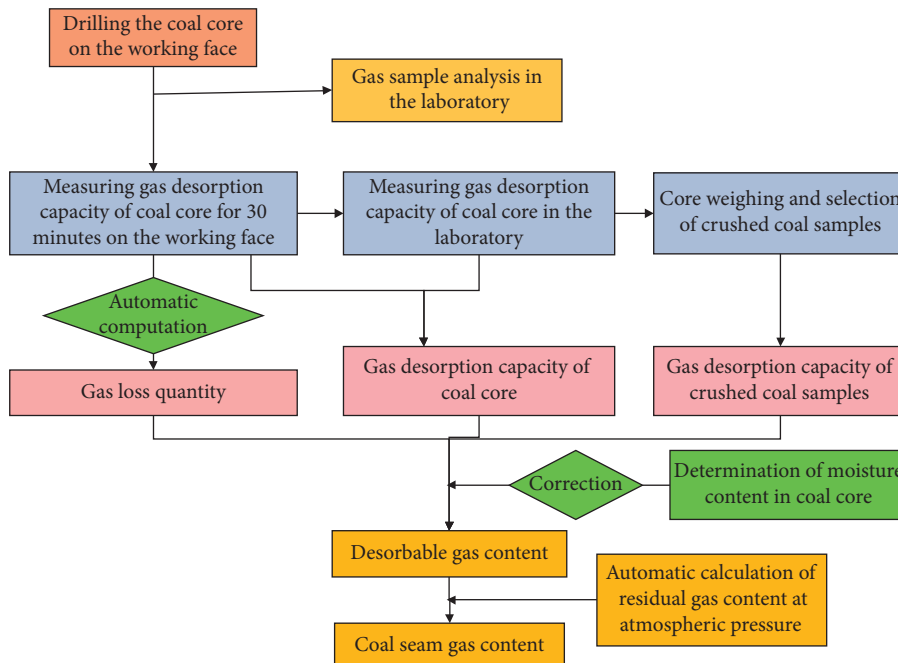 Drilling the coal core
on the working face
Gas sample analysis in
the laboratory
Measuring gas desorption
capacity of coal core for 30
minutes on the working face
Measuring gas desorption
capacity of coal core in the
laboratory
Core weighing and selection
of crushed coal samples
Automatic
computation
Gas loss quantity
Gas desorption capacity of
coal core
Gas desorption capacity of
crushed coal samples
Correction
Determination of moisture
content in coal core
Desorbable gas content
Automatic calculation of
residual gas content at
atmospheric pressure
Coal seam gas content